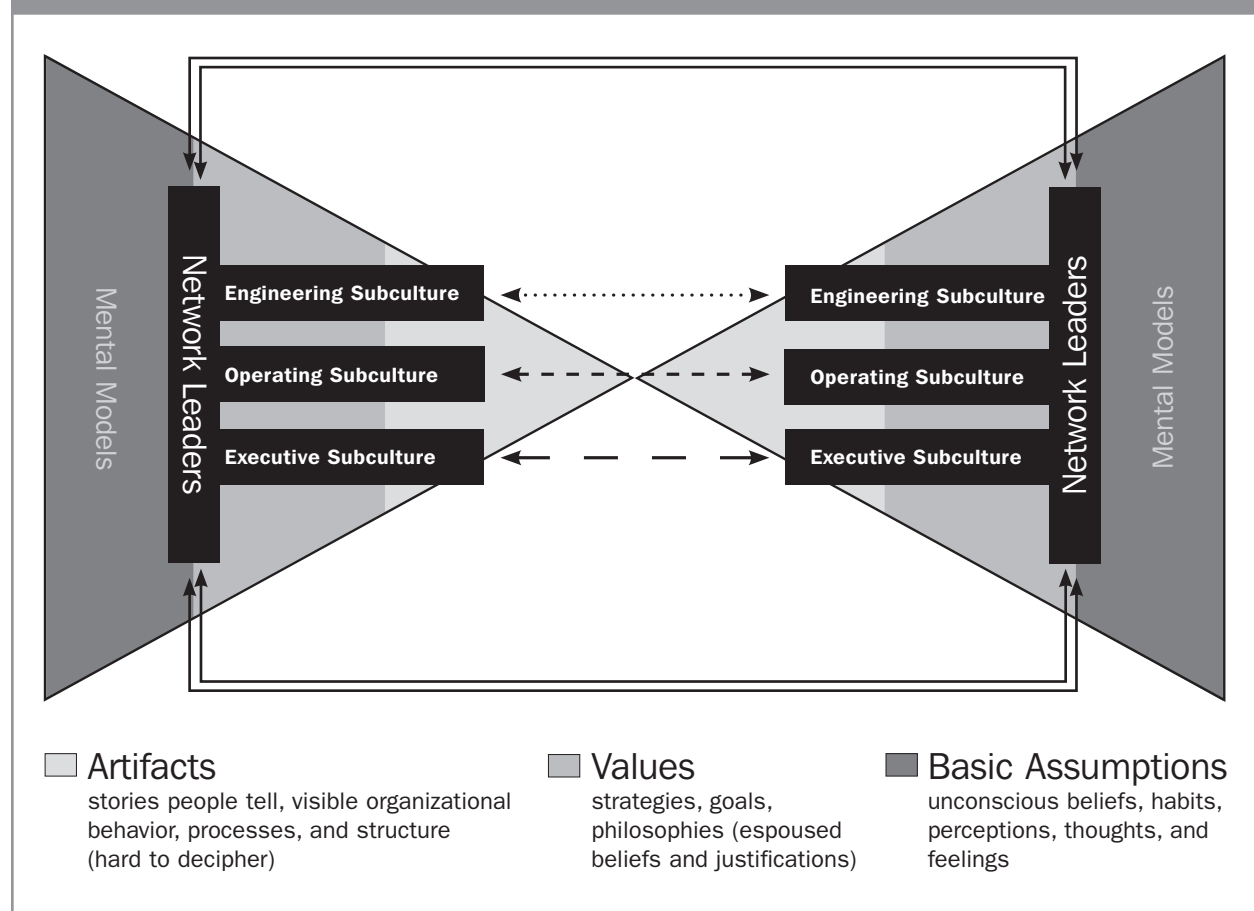 Mental Models
Network Leaders
Engineering Subculture
Operating Subculture
Executive Subculture
Engineering Subculture
Operating Subculture
Executive Subculture
Network Leaders
Mental Models
Artifacts
stories people tell, visible organizational
behavior, processes, and structure
(hard to decipher)
Values
strategies, goals,
philosophies (espoused
beliefs and justifications)
Basic Assumptions
unconscious beliefs, habits,
perceptions, thoughts, and
feelings